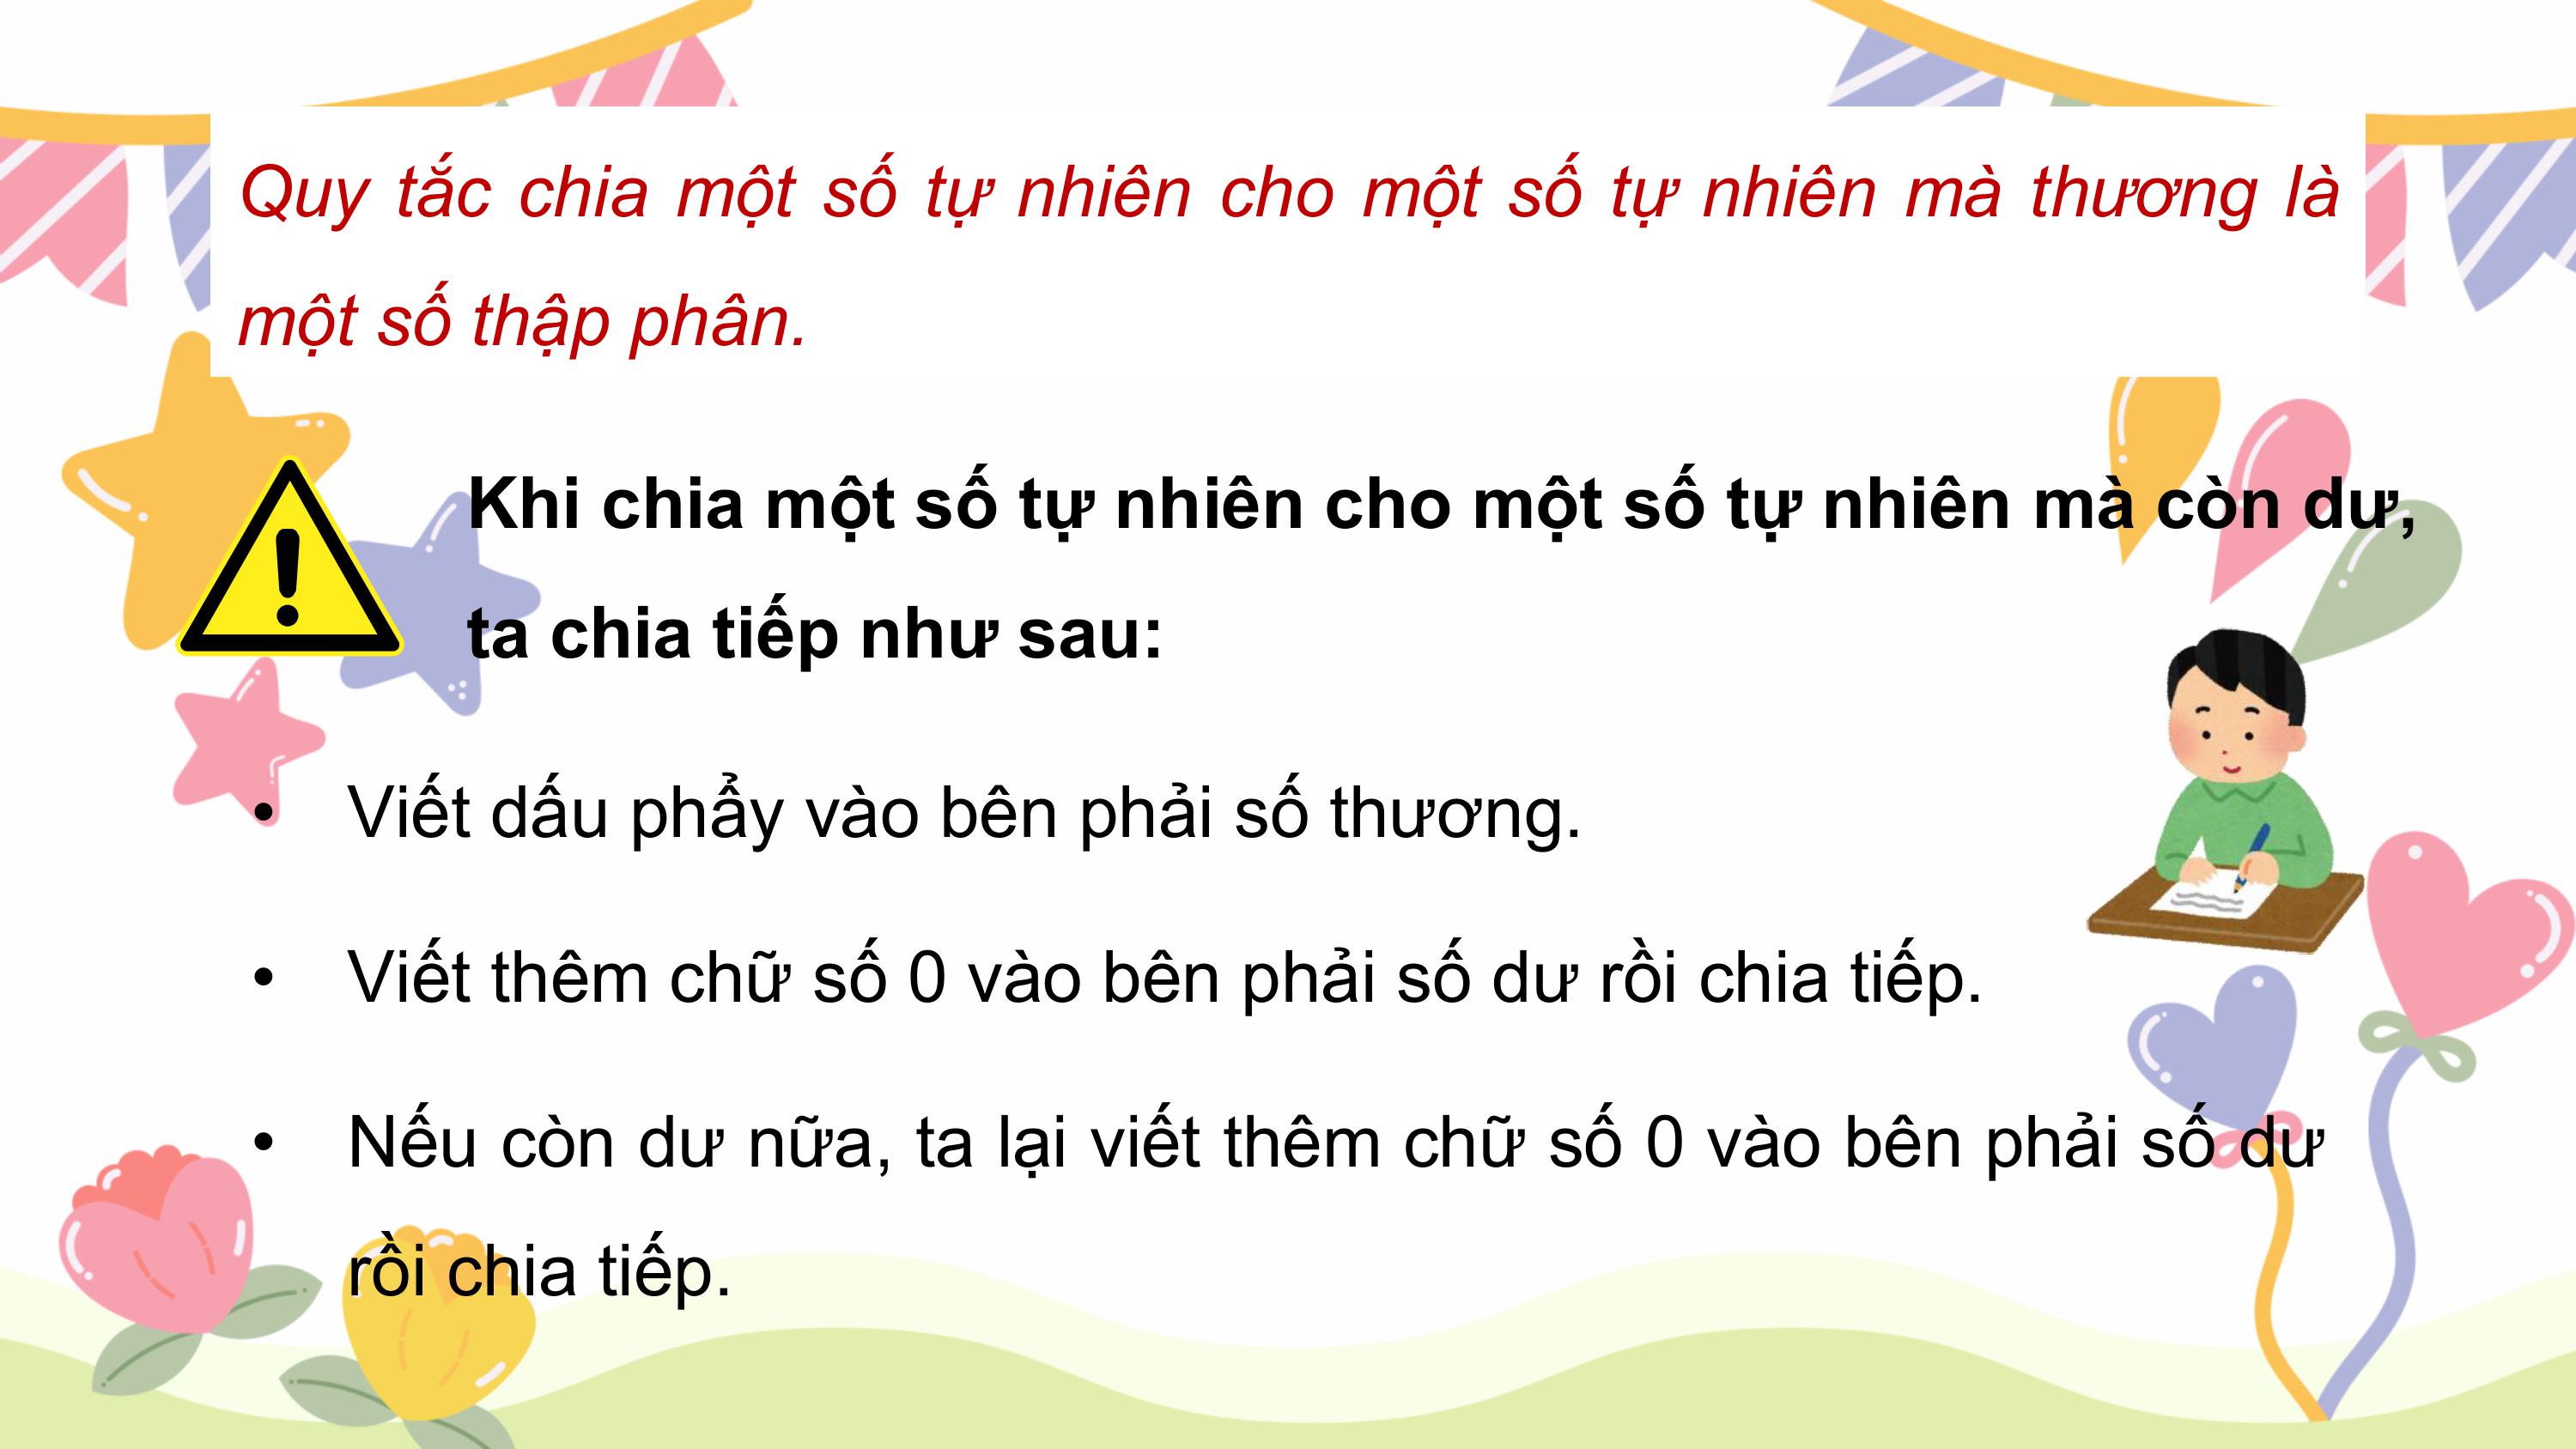 Quy tắc chia một số tự nhiên cho một số tự nhiên mà thương là
một số thập phân.
Khi chia một số tự nhiên cho một số tự nhiên mà còn dư,
ta chia tiếp như sau:
• Viết dấu phẩy vào bên phải số thương.
• Viết thêm chữ số 0 vào bên phải số dư rồi chia tiếp.
• Nếu còn dư nữa, ta lại viết thêm chữ số 0 vào bên phải số dư
rồi chia tiếp.